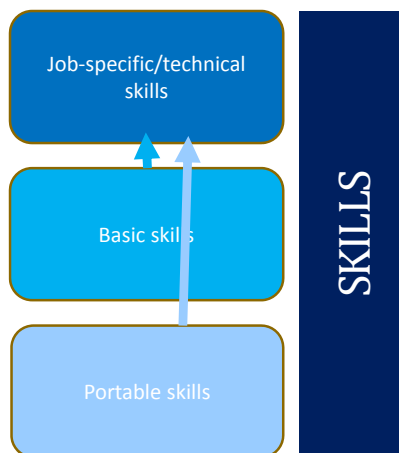 Job-specific/technical
skills
Basic skills
Portable skills
SKILLS